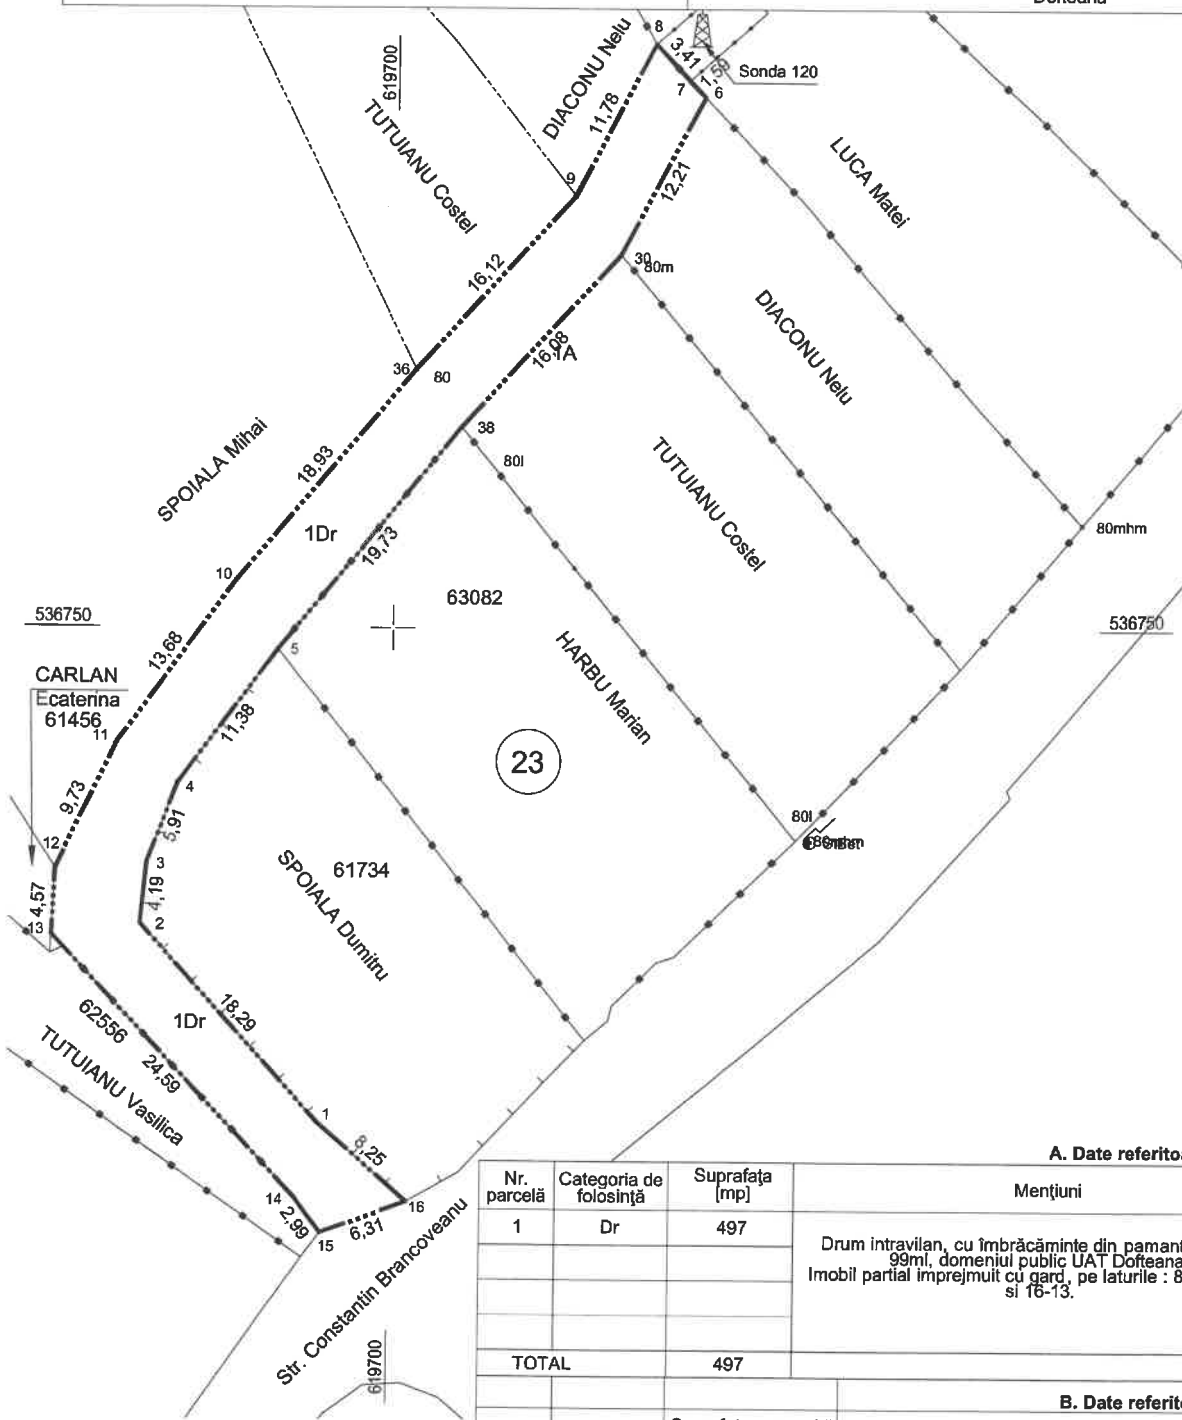 Dofteana
8
3,41
1,59
7
6
Sonda 120
619700
DIACONU Nelu
11,78
TUTUIANU Costel
9
12,21
LUCA Matei
16,12
30
80m
DIACONU Nelu
16,08
1A
36
80
38
80l
SPOIALA Mihai
18,93
TUTUIANU Costel
1Dr
19,73
80mhm
10
63082
536750
536750
13,68
5
HARBU Marian
CARLAN
Ecaterina
61456
11
11,38
23
4
9,73
5,91
80l
12
3
61734
4,57
4,19
SPOIALA Dumitru
13
2
62556
1Dr
18,29
TUTUIANU Vasilica
24,59
1
8,25
14
2,99
16
15
6,31
Str. Constantin Brancoveanu
619700
A. Date referitoa
Nr. parcelă Categoria de folosinţă Suprafaţa [mp] Menţiuni
1 Dr 497
Drum intravilan, cu îmbrăcăminte din pamant
99ml, domeniul public UAT Dofteana
Imobil partial imprejmuit cu gard, pe laturile : 8
si 16-13.
TOTAL 497
B. Date referito